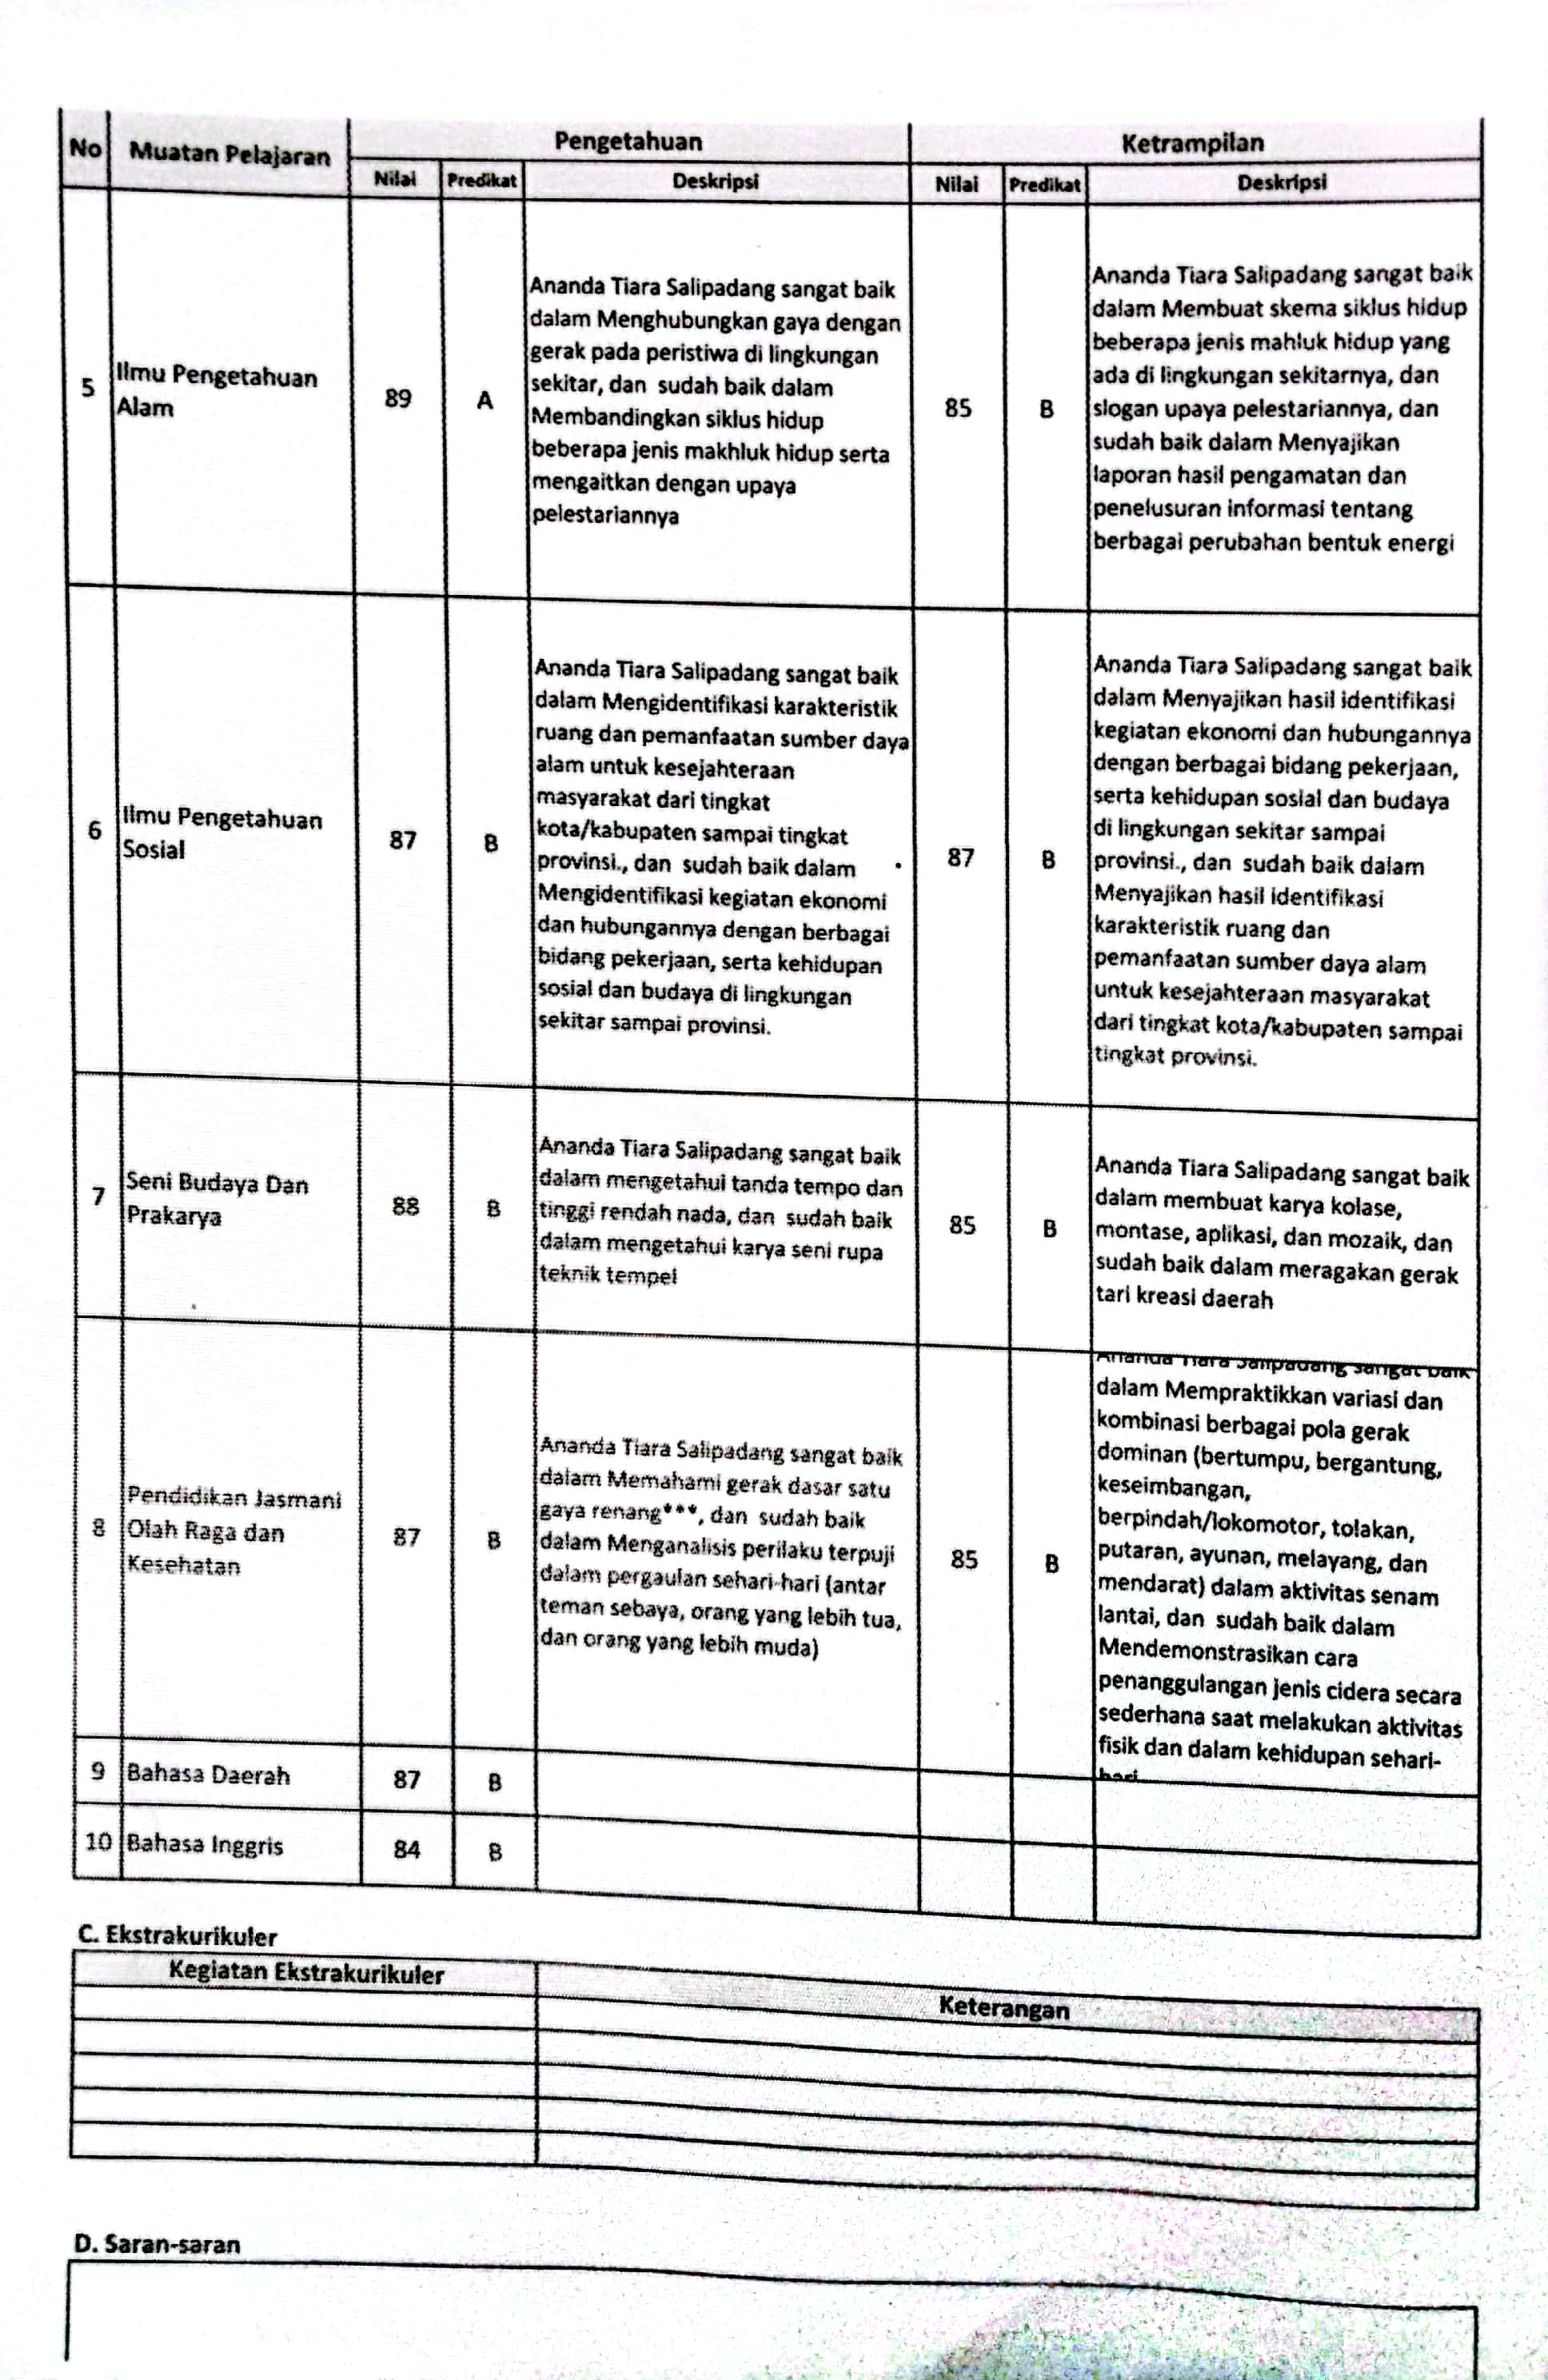 No Muatan Pelajaran Pengetahuan Ketrampilan
Nilai Predikat Deskripsi Nilai Predikat Deskripsi
5
Ilmu Pengetahuan
Alam
89
A
Ananda Tiara Salipadang sangat baik
dalam Menghubungkan gaya dengan
gerak pada peristiwa di lingkungan
sekitar, dan sudah baik dalam
Membandingkan siklus hidup
beberapa jenis makhluk hidup serta
mengaitkan dengan upaya
pelestariannya
85
B
Ananda Tiara Salipadang sangat baik
dalam Membuat skema siklus hidup
beberapa jenis mahluk hidup yang
ada di lingkungan sekitarnya, dan
slogan upaya pelestariannya, dan
sudah baik dalam Menyajikan
laporan hasil pengamatan dan
penelusuran informasi tentang
berbagai perubahan bentuk energi
6
Ilmu Pengetahuan
Sosial
87
B
Ananda Tiara Salipadang sangat baik
dalam Mengidentifikasi karakteristik
ruang dan pemanfaatan sumber daya
alam untuk kesejahteraan
masyarakat dari tingkat
kota/kabupaten sampai tingkat
provinsi., dan sudah baik dalam
Mengidentifikasi kegiatan ekonomi
dan hubungannya dengan berbagai
bidang pekerjaan, serta kehidupan
sosial dan budaya di lingkungan
sekitar sampai provinsi.
87
B
Ananda Tiara Salipadang sangat baik
dalam Menyajikan hasil identifikasi
kegiatan ekonomi dan hubungannya
dengan berbagai bidang pekerjaan,
serta kehidupan sosial dan budaya
di lingkungan sekitar sampai
provinsi., dan sudah baik dalam
Menyajikan hasil identifikasi
karakteristik ruang dan
pemanfaatan sumber daya alam
untuk kesejahteraan masyarakat
dari tingkat kota/kabupaten sampai
tingkat provinsi.
7
Seni Budaya Dan
Prakarya
88
B
Ananda Tiara Salipadang sangat baik
dalam mengetahui tanda tempo dan
tinggi rendah nada, dan sudah baik
dalam mengetahui karya seni rupa
teknik tempel
85
B
Ananda Tiara Salipadang sangat baik
dalam membuat karya kolase,
montase, aplikasi, dan mozaik, dan
sudah baik dalam meragakan gerak
tari kreasi daerah
8
Pendidikan Jasmani
Olah Raga dan
Kesehatan
87
B
Ananda Tiara Salipadang sangat baik
dalam Memahami gerak dasar satu
gaya renang***, dan sudah baik
dalam Menganalisis perilaku terpuji
dalam pergaulan sehari-hari (antar
teman sebaya, orang yang lebih tua,
dan orang yang lebih muda)
85
B
Ananda Tiara Salipadang sangat baik
dalam Mempraktikkan variasi dan
kombinasi berbagai pola gerak
dominan (bertumpu, bergantung,
keseimbangan,
berpindah/lokomotor, tolakan,
putaran, ayunan, melayang, dan
mendarat) dalam aktivitas senam
lantai, dan sudah baik dalam
Mendemonstrasikan cara
penanggulangan jenis cidera secara
sederhana saat melakukan aktivitas
fisik dan dalam kehidupan sehari-
hari
9 Bahasa Daerah 87 B
10 Bahasa Inggris 84 B
C. Ekstrakurikuler
Kegiatan Ekstrakurikuler Keterangan
D. Saran-saran